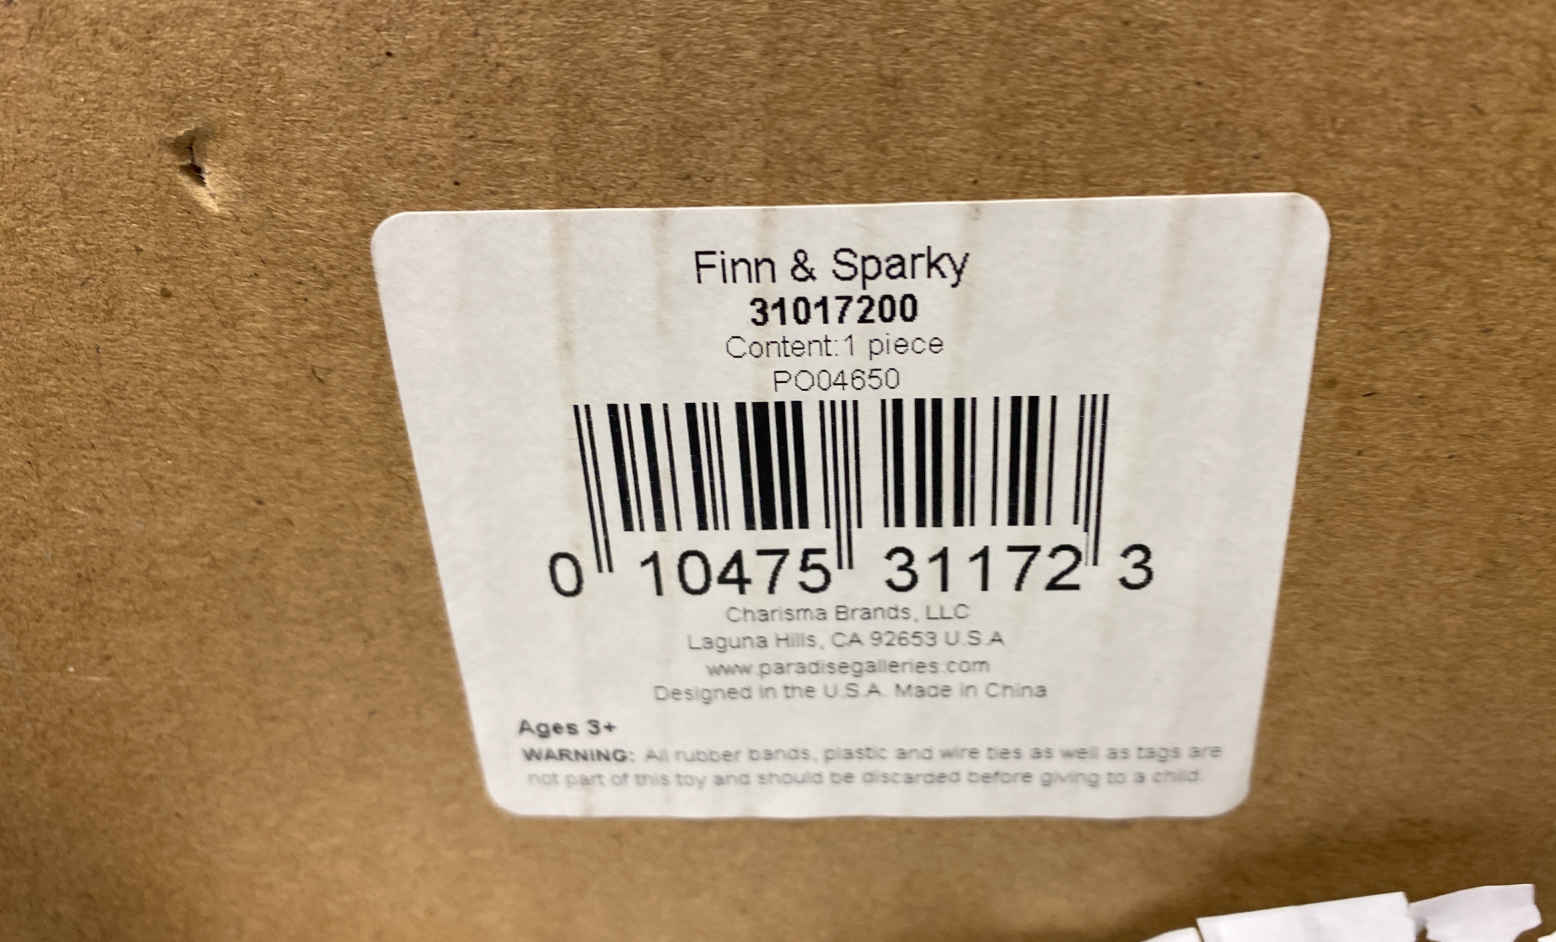 Finn & Sparky
31017200
Content:1 piece
PO04650
0 10475 31172 3
Charisma Brands, LLC
Laguna Hills, CA 92653 U.S.A
www.paradisegalleries.com
Designed in the U.S.A. Made in China
Ages 3+
WARNING: All rubber bands, plastic and wire ties as well as tags are
not part of this toy and should be discarded before giving to a child.